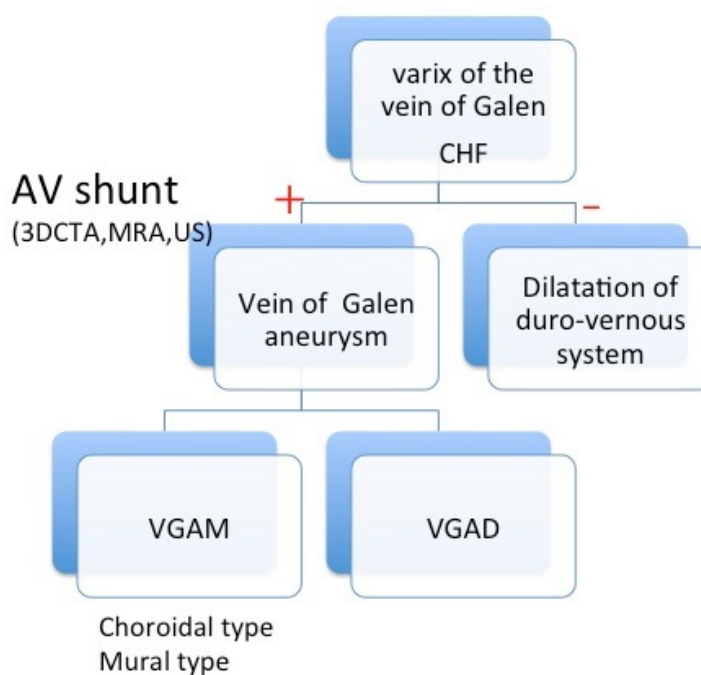 varix of the
vein of Galen
CHF
AV shunt
(3DCTA,MRA,US)
+
-
Vein of Galen
aneurysm
Dilatation of
duro-vernous
system
VGAM
VGAD
Choroidal type
Mural type